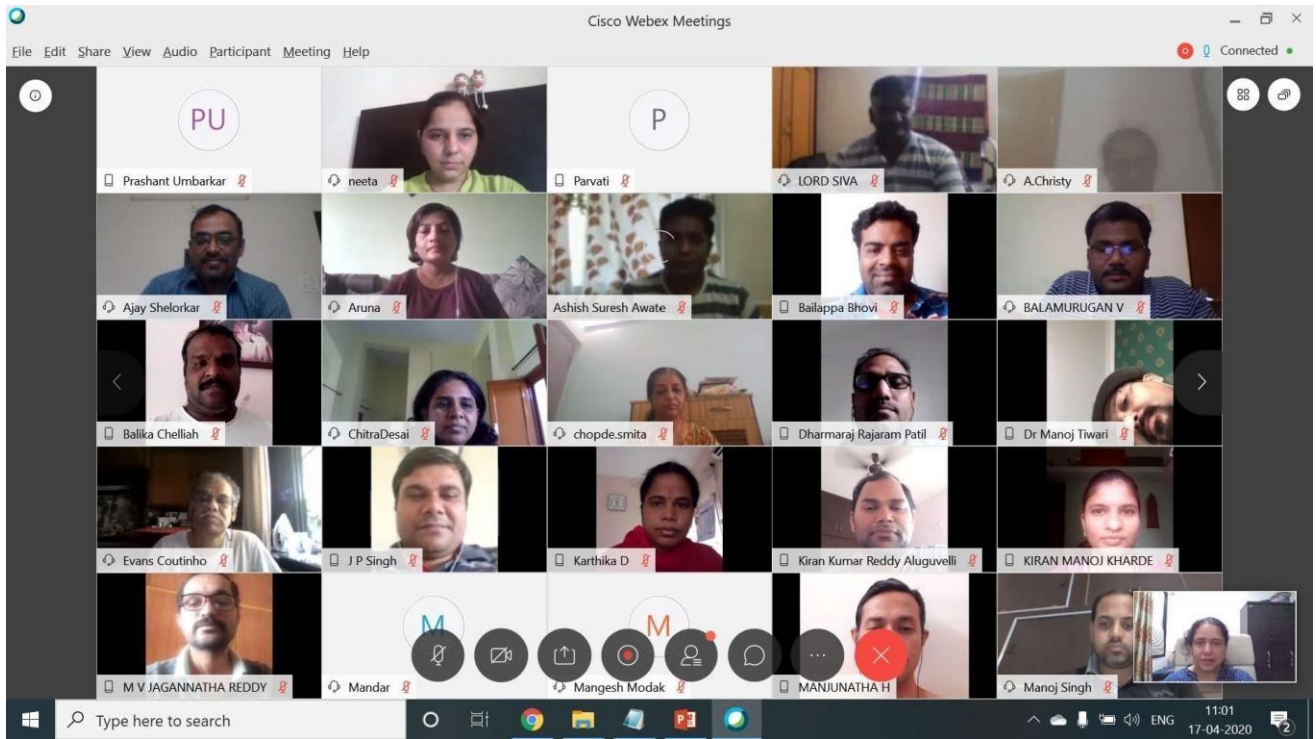 Cisco Webex Meetings
File Edit Share View Audio Participant Meeting Help
Connected
PU
P
Prashant Umbarkar
neeta
Parvati
LORD SIVA
A.Christy
Ajay Shelorkar
Aruna
Ashish Suresh Awate
Bailappa Bhovi
BALAMURUGAN V
Balika Chelliah
ChitraDesai
chopde.smita
Dharmaraj Rajaram Patil
Dr Manoj Tiwari
Evans Coutinho
J P Singh
Karthika D
Kiran Kumar Reddy Aluguvelli
KIRAN MANOJ KHARDE
M
M
M V JAGANNATHA REDDY
Mandar
Mangesh Modak
MANJUNATHA H
Manoj Singh
Type here to search
ENG
11:01
17-04-2020
2